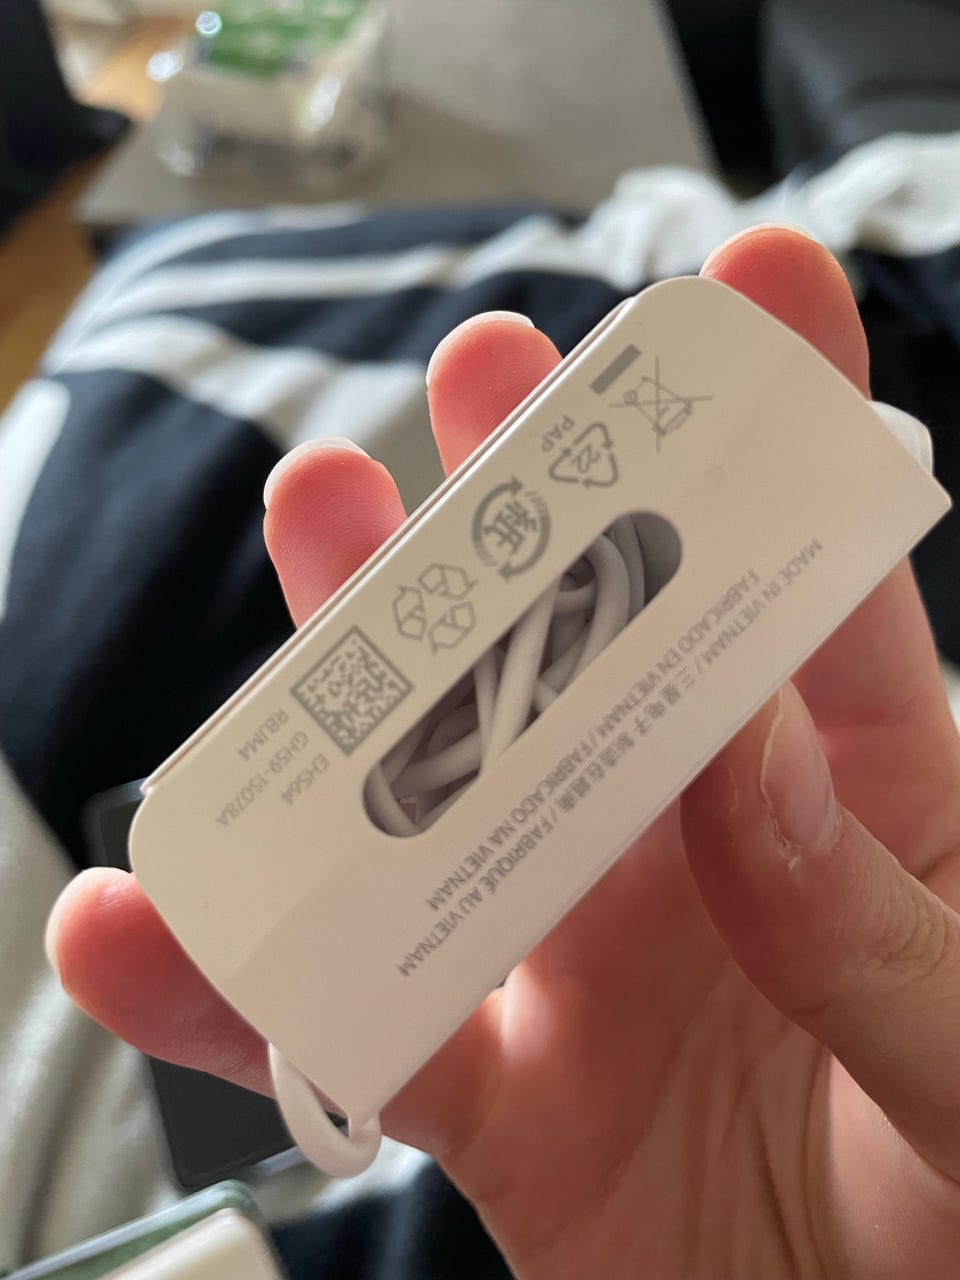 MADE IN VIETNAM / 三星电子 制造在越南 / FABRIQUÉ AU VIETNAM
FABRICADO EN VIETNAM / FABRICADO NA VIETNAM
EHS64
GH59-15078A
RBJM4
紙
22
PAP